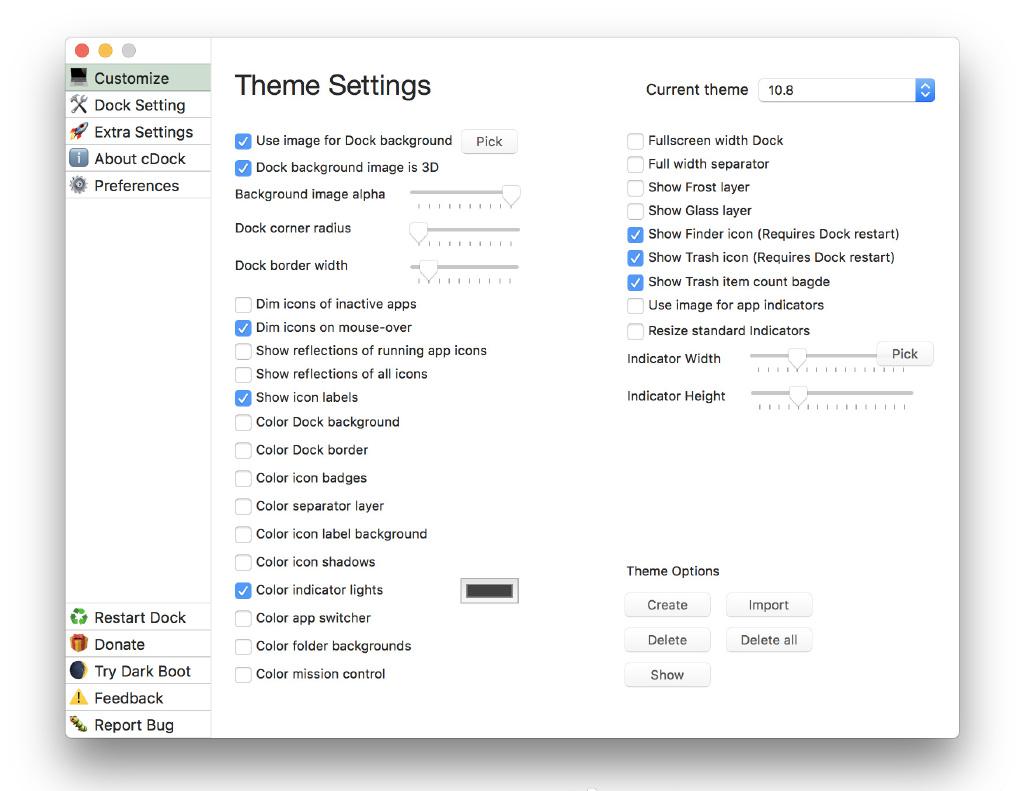 Customize
Dock Setting
Extra Settings
About cDock
Preferences
Restart Dock
Donate
Try Dark Boot
Feedback
Report Bug
Theme Settings
Current theme 10.8
Use image for Dock background Pick
Dock background image is 3D
Background image alpha
Dock corner radius
Dock border width
Dim icons of inactive apps
Dim icons on mouse-over
Show reflections of running app icons
Show reflections of all icons
Show icon labels
Color Dock background
Color Dock border
Color icon badges
Color separator layer
Color icon label background
Color icon shadows
Color indicator lights
Color app switcher
Color folder backgrounds
Color mission control
Fullscreen width Dock
Full width separator
Show Frost layer
Show Glass layer
Show Finder icon (Requires Dock restart)
Show Trash icon (Requires Dock restart)
Show Trash item count bagde
Use image for app indicators
Resize standard Indicators
Indicator Width Pick
Indicator Height
Theme Options
Create Import
Delete Delete all
Show